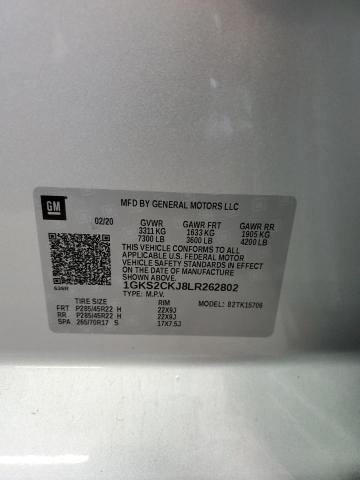 GM
MFD BY GENERAL MOTORS LLC
02/20 GVWR GAWR FRT GAWR RR
3311 KG 1633 KG 1905 KG
7300 LB 3600 LB 4200 LB
THIS VEHICLE CONFORMS TO ALL
APPLICABLE U.S. FEDERAL MOTOR
VEHICLE SAFETY STANDARDS IN EFFECT
ON THE DATE OF MANUFACTURE
SHOWN ABOVE.
1GKS2CKJ8LR262802
TYPE: M.P.V.
TIRE SIZE RIM MODEL: 82TK15706
FRT P285/45R22 H 22X9J
RR P285/45R22 H 22X9J
SPA 265/70R17 S 17X7.5J